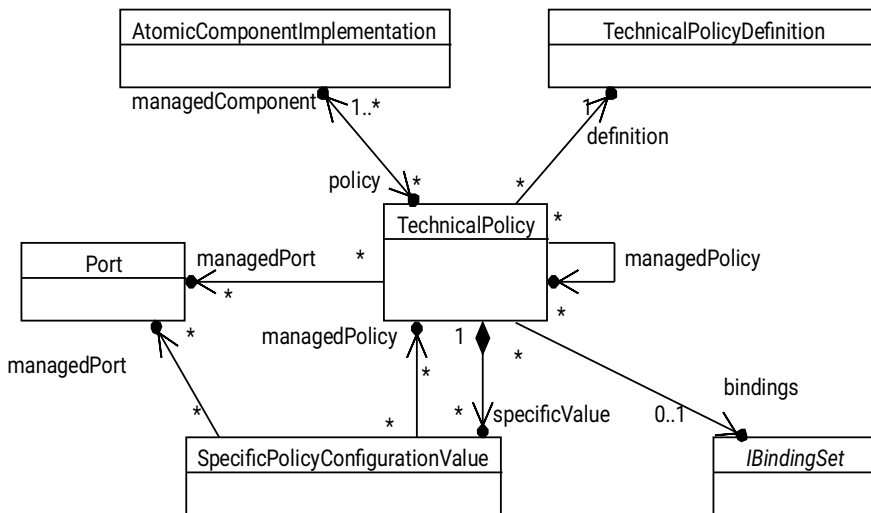 AtomicComponentImplementation
TechnicalPolicyDefinition
managedComponent
1..*
1
definition
policy
*
*
TechnicalPolicy
*
Port
managedPort
*
managedPolicy
*
*
managedPolicy
1
*
*
managedPort
*
bindings
*
*
*
specificValue
0..1
*
SpecificPolicyConfigurationValue
IBindingSet